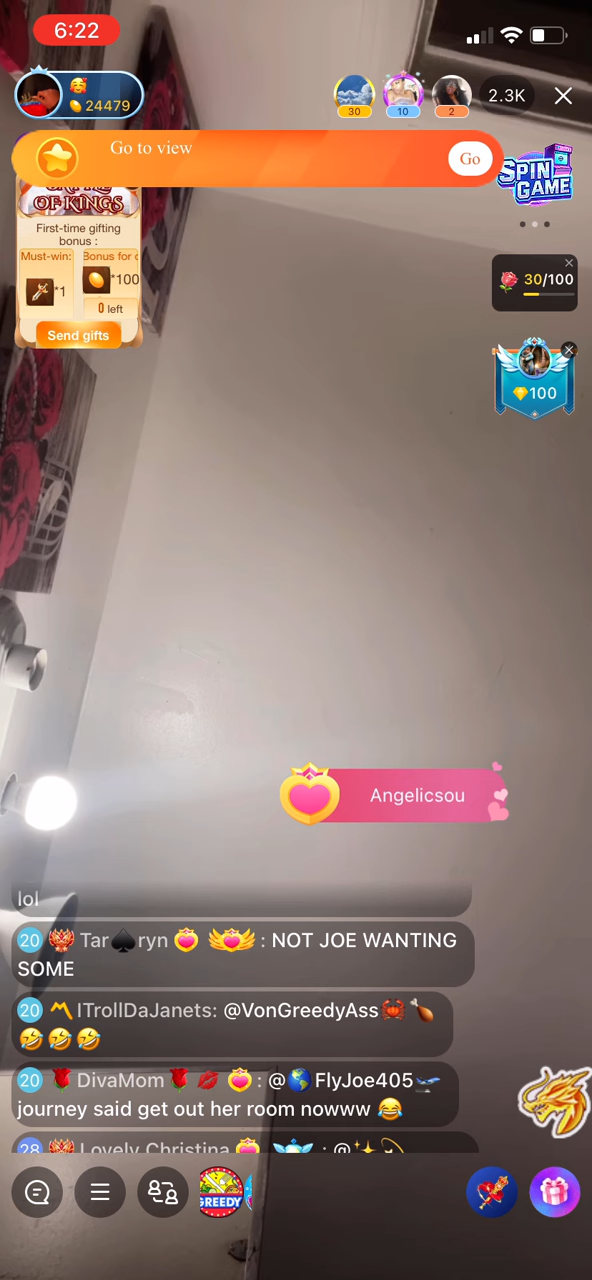 6:22
24479
30
10
2
2.3K
Go to view
Go
SPIN
GAME
OF KINGS
First-time gifting
bonus :
Must-win:
Bonus for
*1
*100
0 left
Send gifts
30/100
100
Angelicsou
lol
20 Tar♠️ryn : NOT JOE WANTING
SOME
20 ITrollDaJanets: @VonGreedyAss🦀🍗
🤣🤣🤣
20 🌹DivaMom🌹💋 : @🌎FlyJoe405🛫
journey said get out her room nowww 😂
28 Lovely Christina : @✨💫
GREEDY